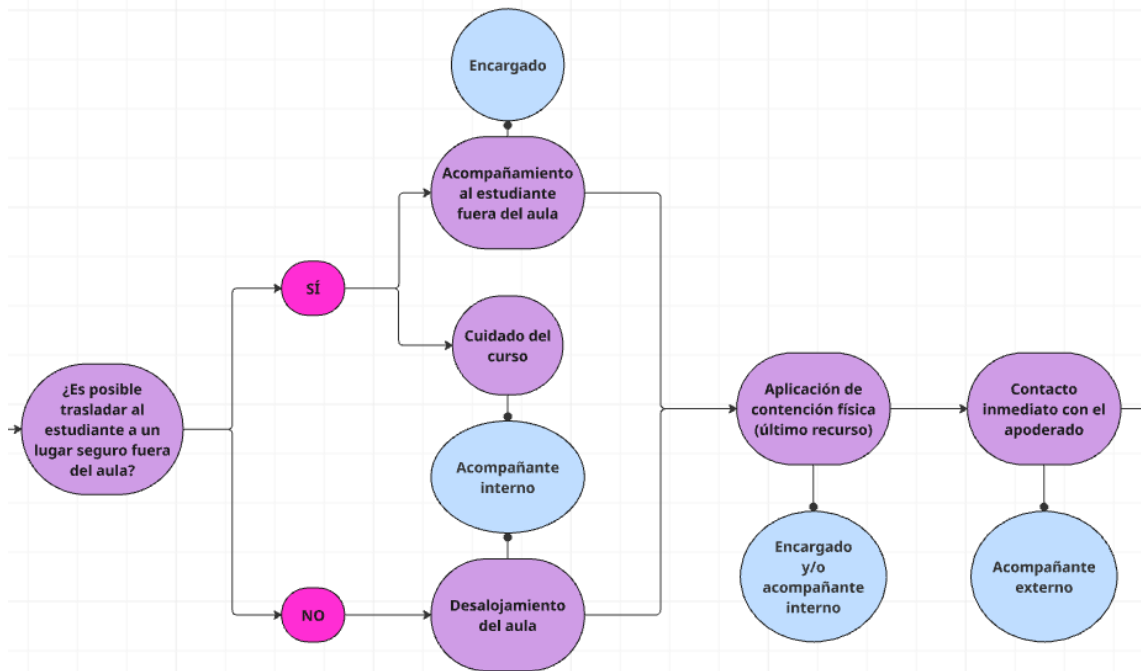 Encargado
Acompañamiento
al estudiante
fuera del aula
SÍ
Cuidado del
curso
¿Es posible
trasladar al
estudiante a un
lugar seguro fuera
del aula?
Aplicación de
contención física
(último recurso)
Contacto
inmediato con el
apoderado
Acompañante
interno
Encargado
y/o
acompañante
interno
Acompañante
externo
NO
Desalojamiento
del aula